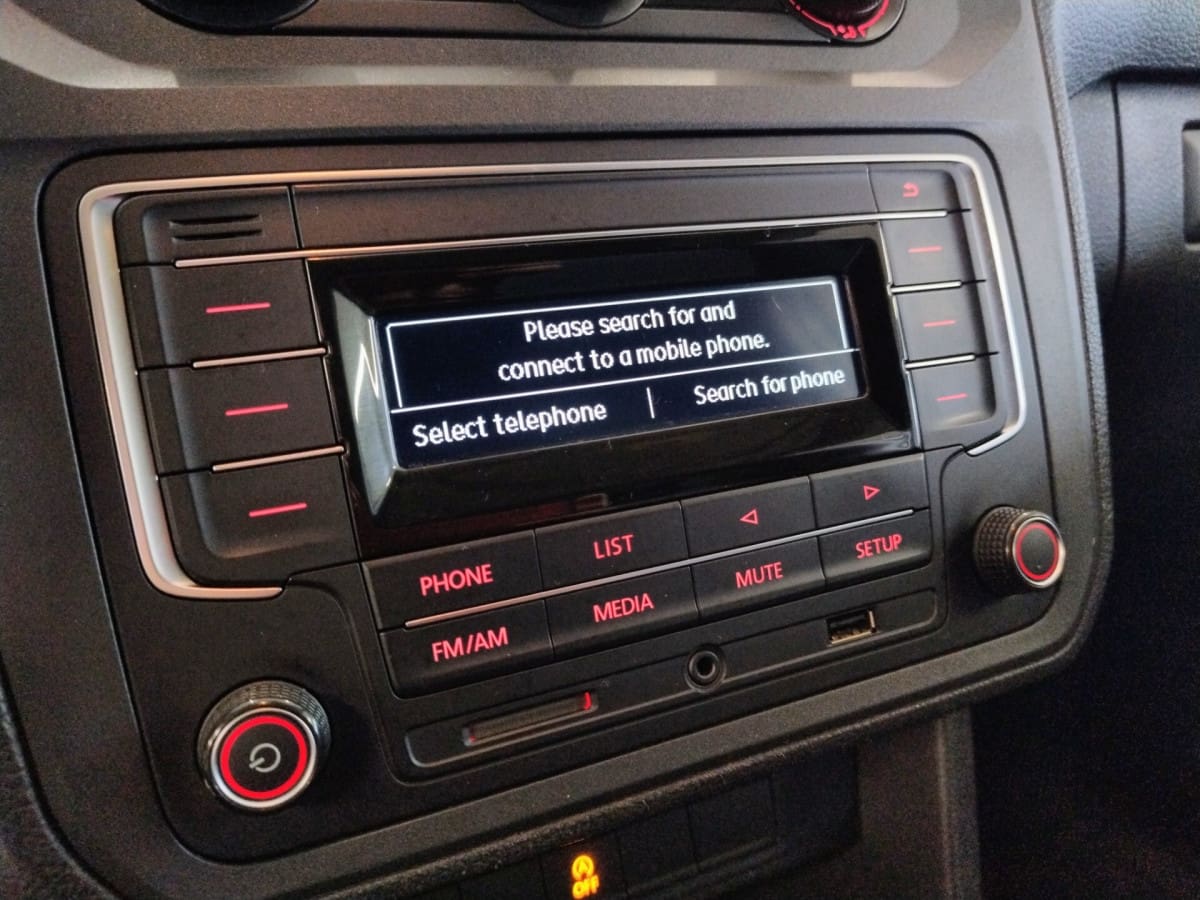 Please search for and
connect to a mobile phone.
Select telephone | Search for phone
PHONE LIST
FM/AM MEDIA MUTE SETUP
A
OFF